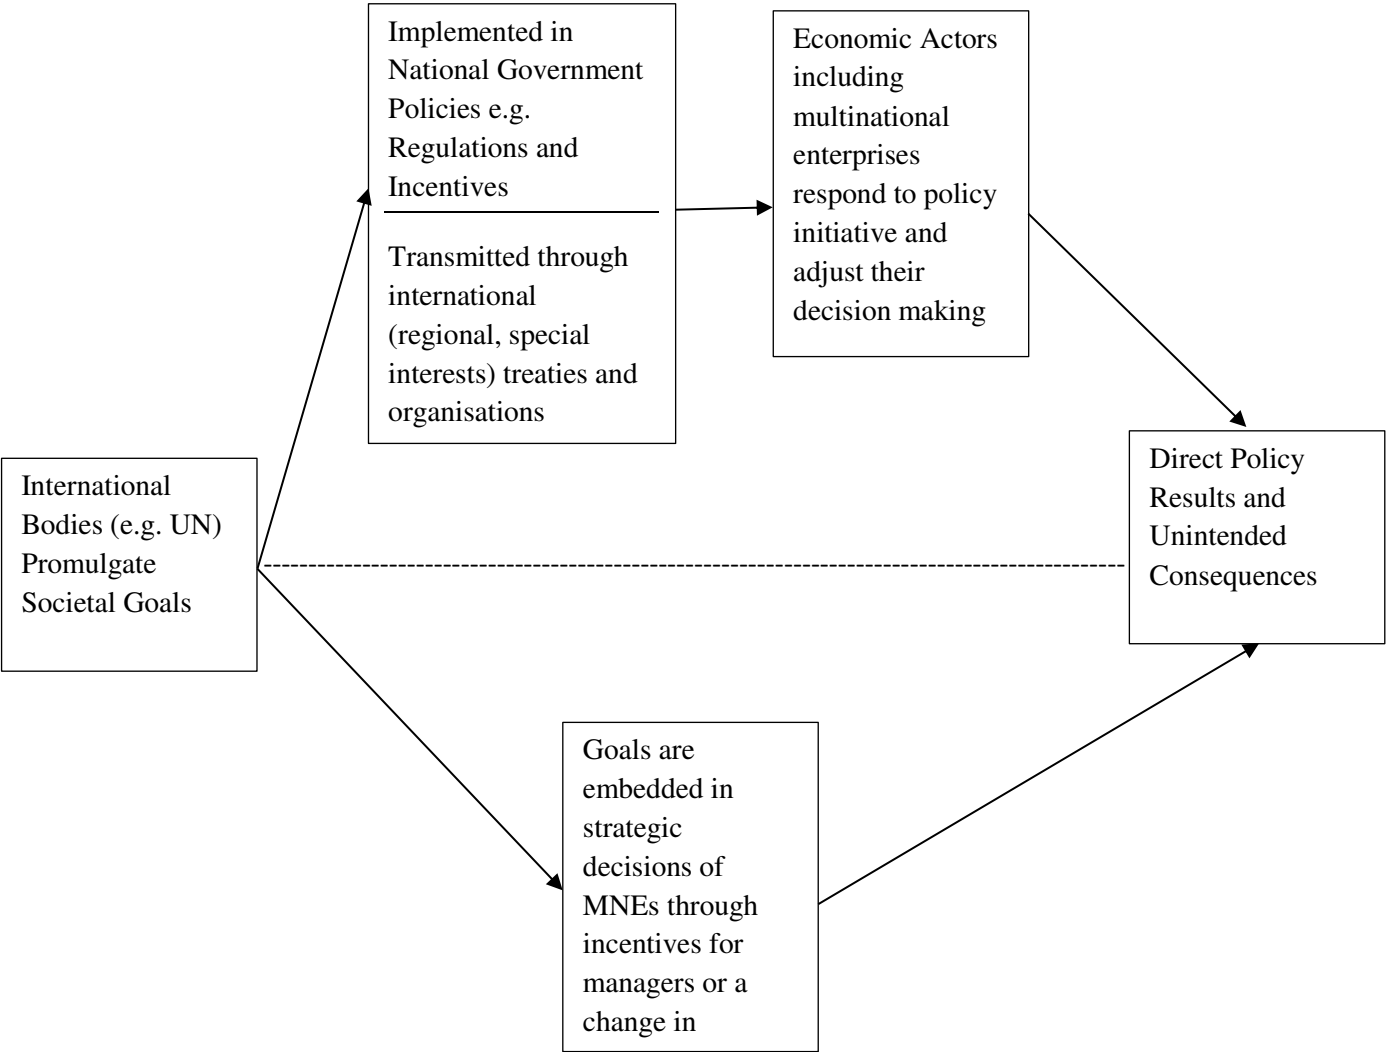 Implemented in
National Government
Policies e.g.
Regulations and
Incentives
Transmitted through
international
(regional, special
interests) treaties and
organisations
Economic Actors
including
multinational
enterprises
respond to policy
initiative and
adjust their
decision making
International
Bodies (e.g. UN)
Promulgate
Societal Goals
Direct Policy
Results and
Unintended
Consequences
Goals are
embedded in
strategic
decisions of
MNEs through
incentives for
managers or a
change in